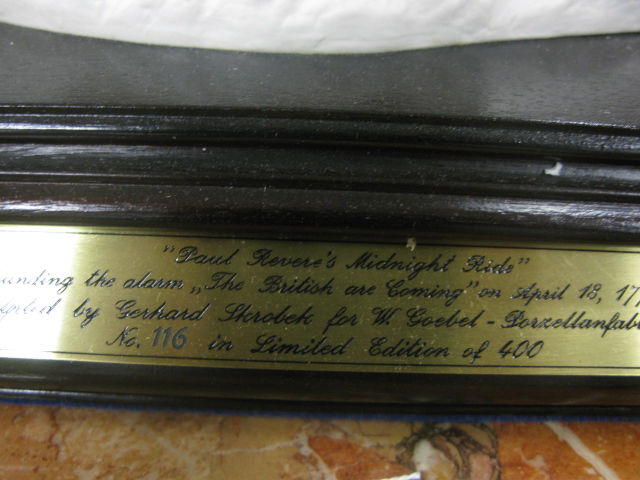 "Paul Revere's Midnight Ride"
unding the alarm „The British are Coming" on April 18, 17
lpted by Gerhard Skrobek for W. Goebel - Porzellanfab
No. 116 in Limited Edition of 400